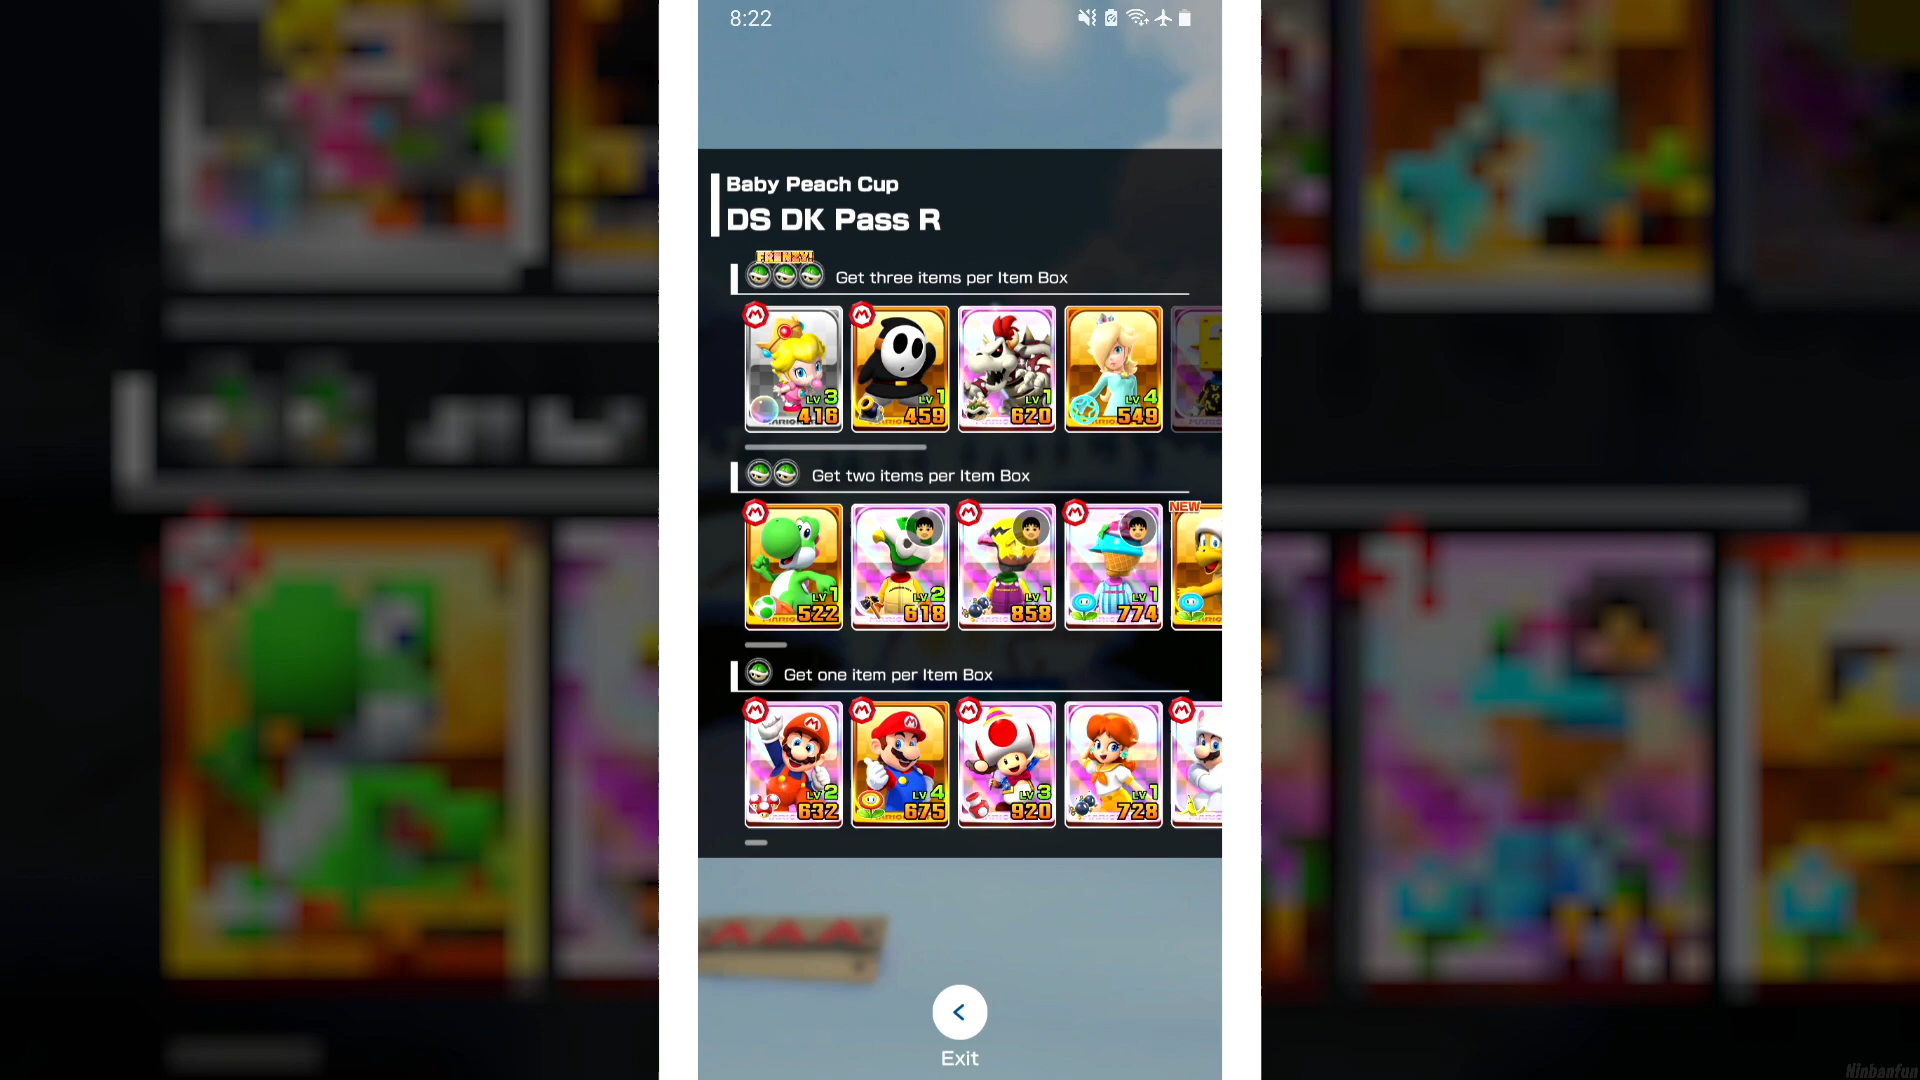 8:22
Baby Peach Cup
DS DK Pass R
FRENZY!
Get three items per Item Box
LV 3 LV 1 LV 1 LV 4
416 459 620 549
Get two items per Item Box
NEW
LV 1 LV 2 LV 1 LV 1
522 618 858 774
Get one item per Item Box
LV 2 LV 4 LV 3 LV 1
632 675 920 728
Exit
Ninbanfun